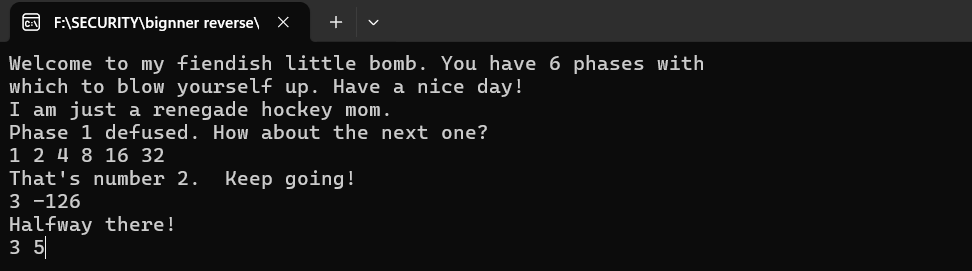 F:\SECURITY\bignner reverse\
Welcome to my fiendish little bomb. You have 6 phases with
which to blow yourself up. Have a nice day!
I am just a renegade hockey mom.
Phase 1 defused. How about the next one?
1 2 4 8 16 32
That's number 2.  Keep going!
3 -126
Halfway there!
3 5